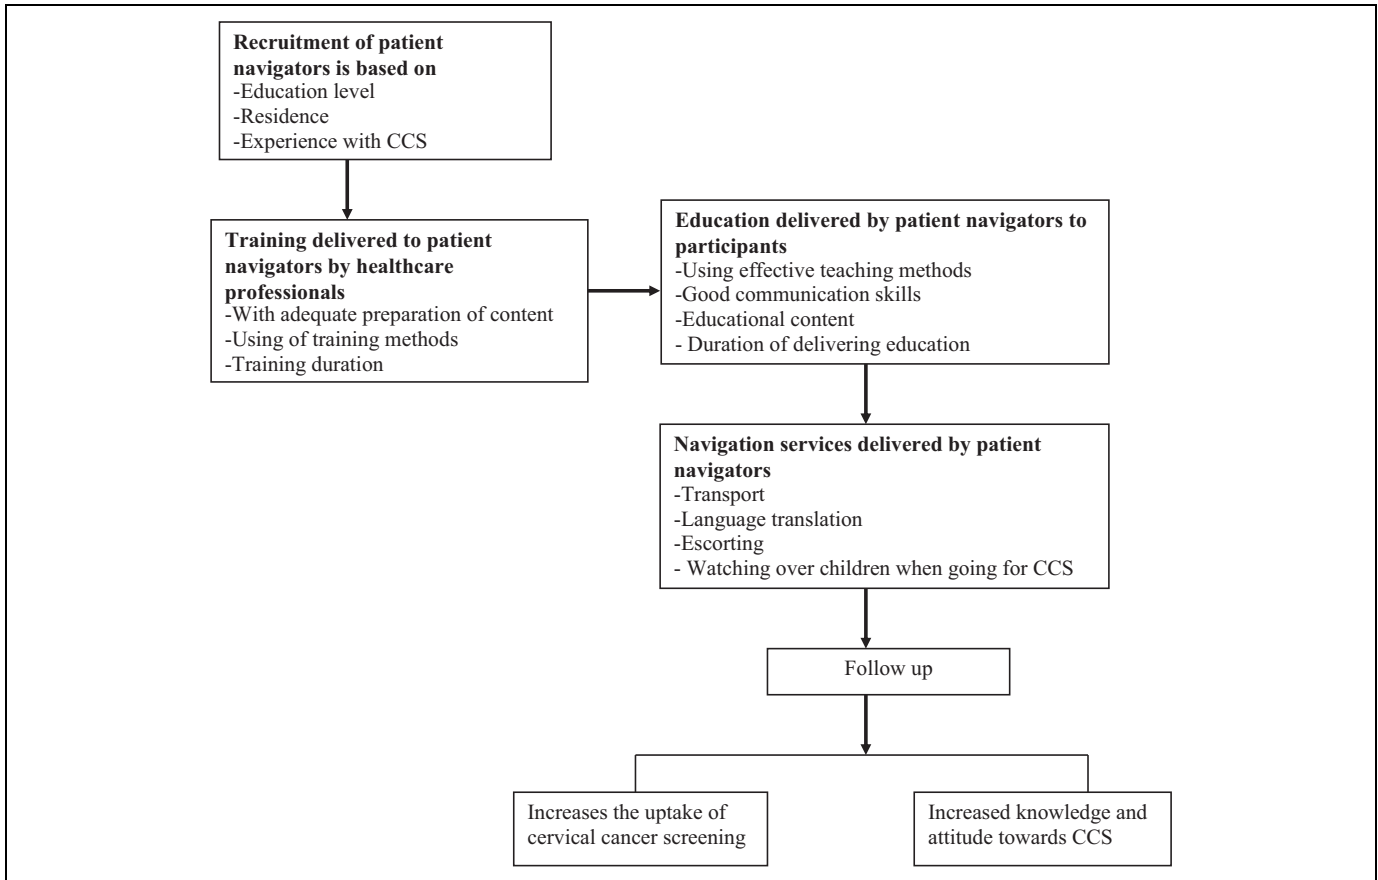 Recruitment of patient
navigators is based on
-Education level
-Residence
-Experience with CCS
Training delivered to patient
navigators by healthcare
professionals
-With adequate preparation of content
-Using of training methods
-Training duration
Education delivered by patient navigators to
participants
-Using effective teaching methods
-Good communication skills
-Educational content
- Duration of delivering education
Navigation services delivered by patient
navigators
-Transport
-Language translation
-Escorting
- Watching over children when going for CCS
Follow up
Increases the uptake of
cervical cancer screening
Increased knowledge and
attitude towards CCS